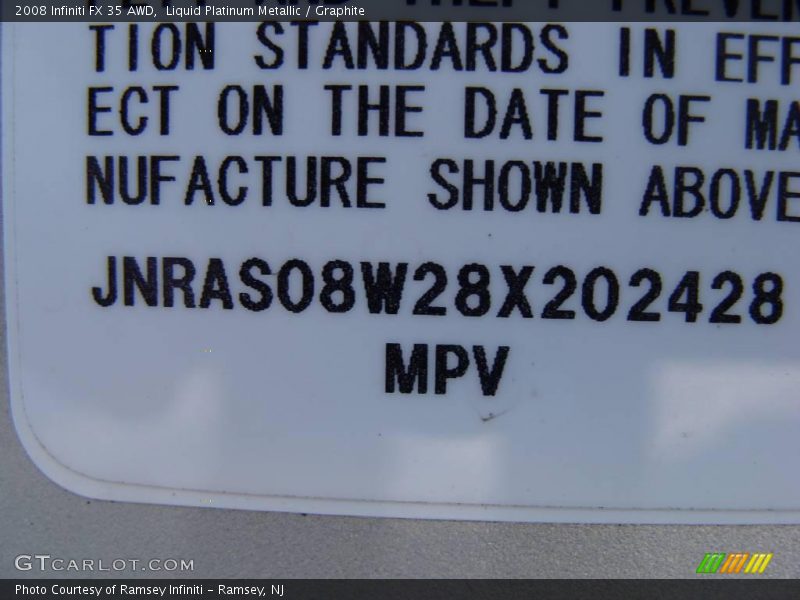 2008 Infiniti FX 35 AWD, Liquid Platinum Metallic / Graphite
TION STANDARDS IN EFF
ECT ON THE DATE OF MA
NUFACTURE SHOWN ABOVE
JNRAS08W28X202428
MPV
GTCARLOT.COM
Photo Courtesy of Ramsey Infiniti – Ramsey, NJ